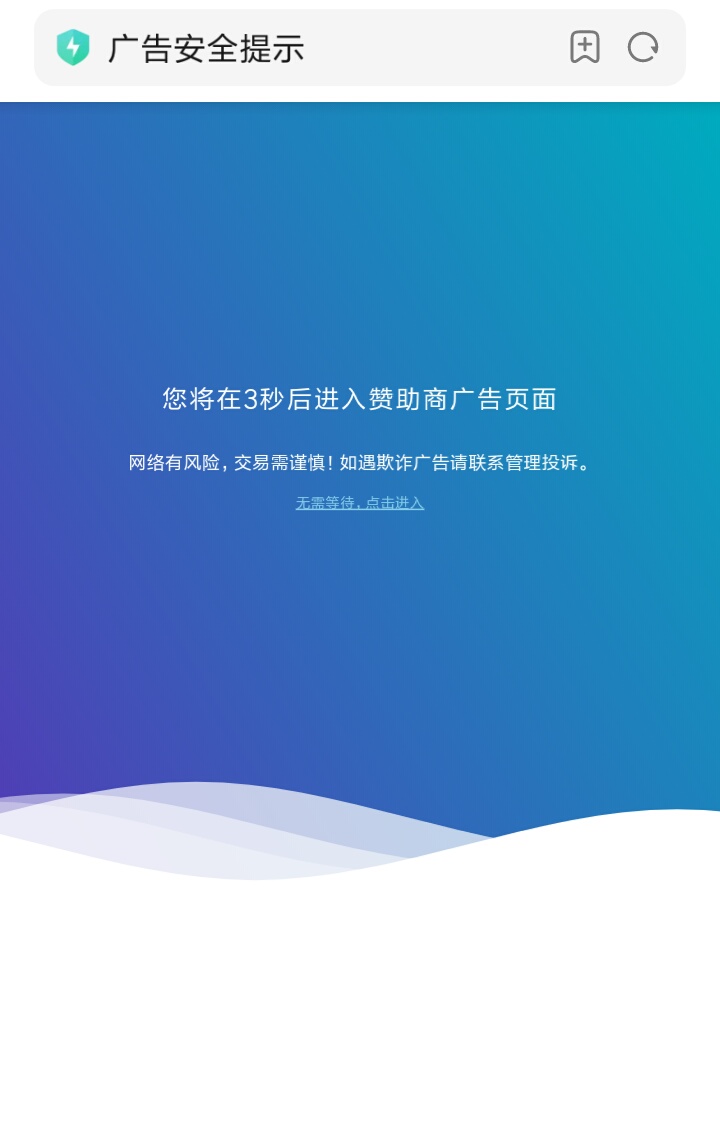 广告安全提示
您将在3秒后进入赞助商广告页面
网络有风险，交易需谨慎！如遇欺诈广告请联系管理投诉。
无需等待，点击进入